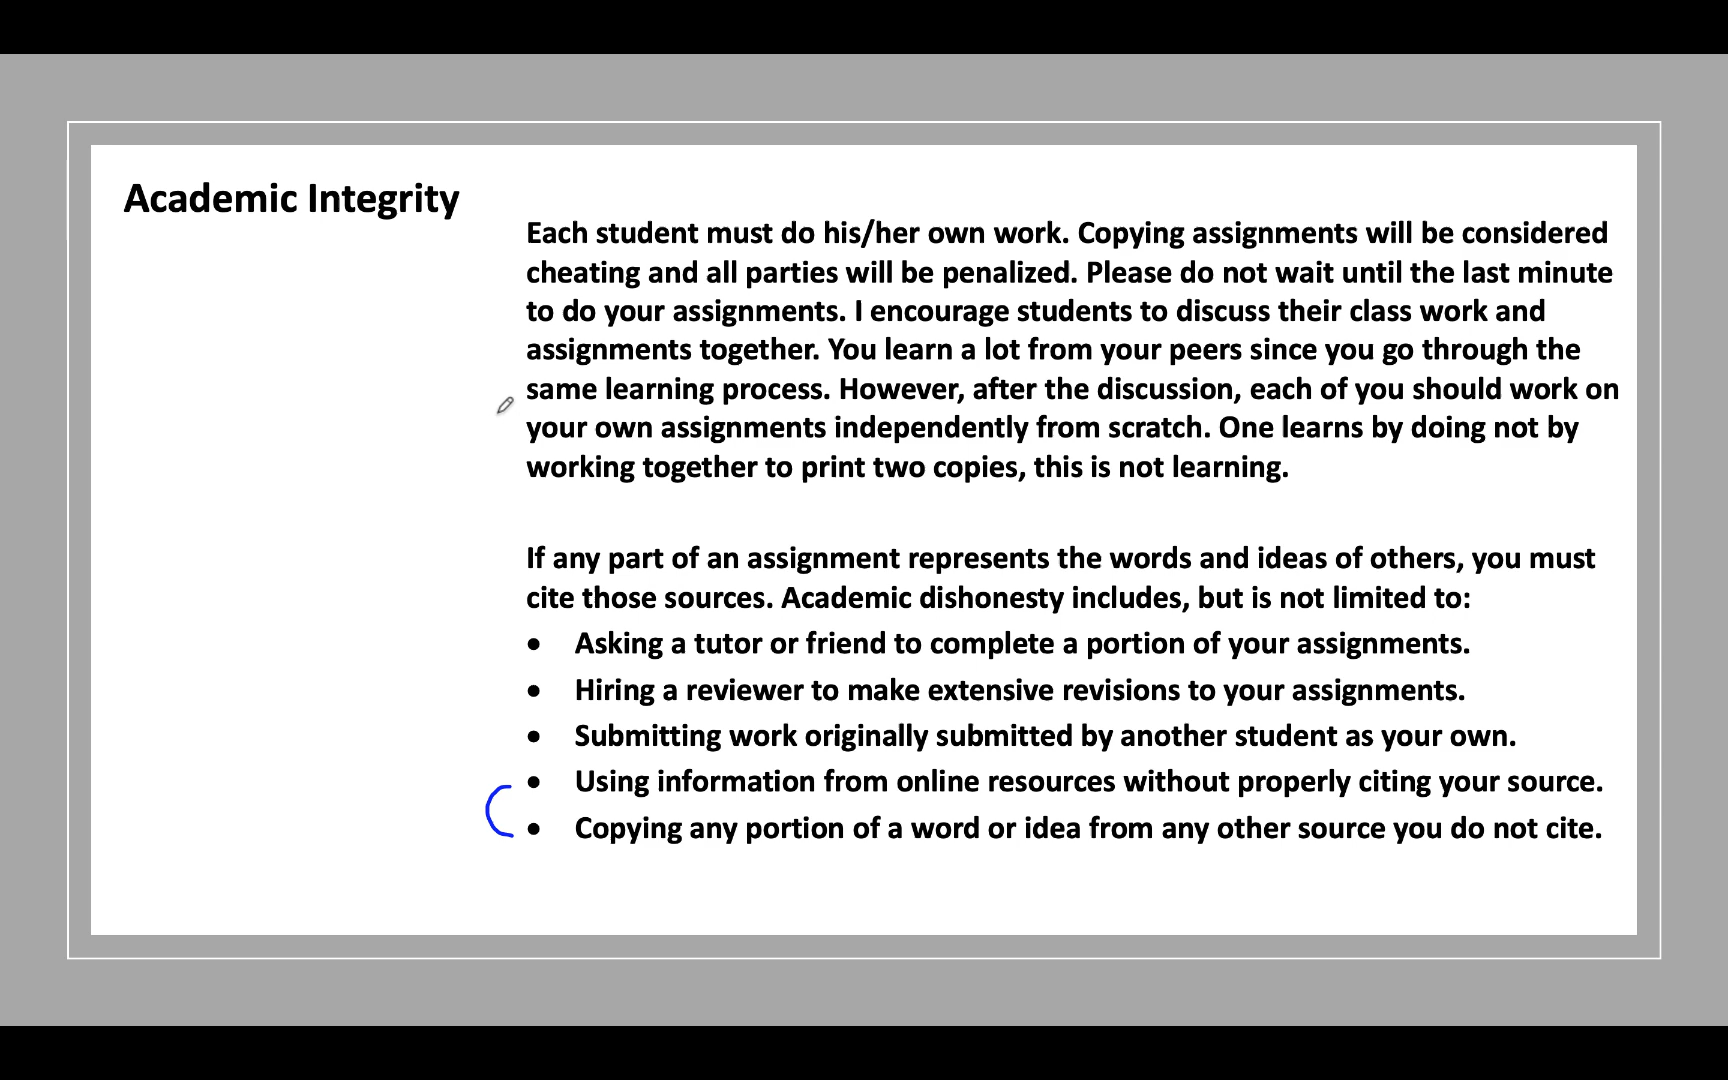 Academic Integrity
Each student must do his/her own work. Copying assignments will be considered
cheating and all parties will be penalized. Please do not wait until the last minute
to do your assignments. I encourage students to discuss their class work and
assignments together. You learn a lot from your peers since you go through the
same learning process. However, after the discussion, each of you should work on
your own assignments independently from scratch. One learns by doing not by
working together to print two copies, this is not learning.
If any part of an assignment represents the words and ideas of others, you must
cite those sources. Academic dishonesty includes, but is not limited to:
• Asking a tutor or friend to complete a portion of your assignments.
• Hiring a reviewer to make extensive revisions to your assignments.
• Submitting work originally submitted by another student as your own.
• Using information from online resources without properly citing your source.
• Copying any portion of a word or idea from any other source you do not cite.